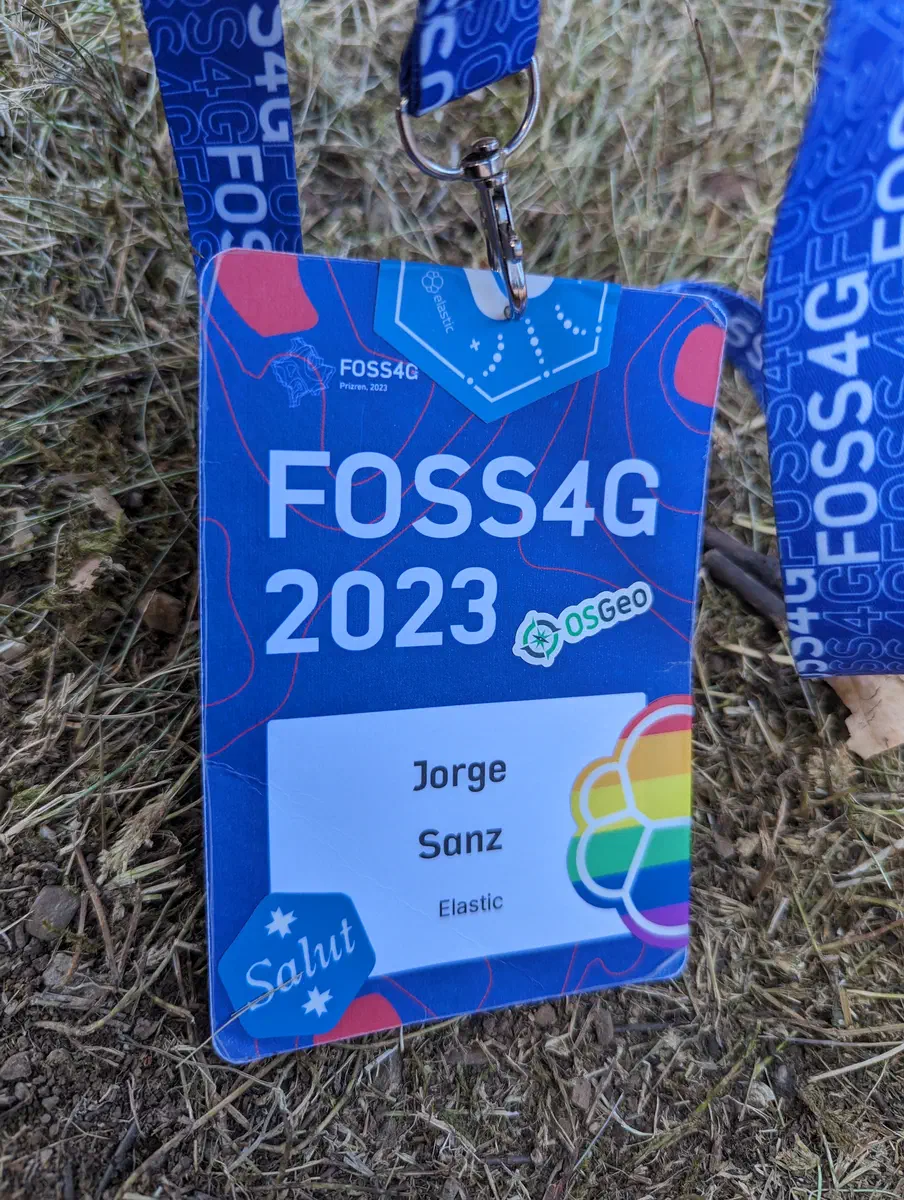 elastic
FOSS4G
Prizren, 2023
FOSS4G
2023
OSGeo
Jorge
Sanz
Elastic
Salut
FOSS4G